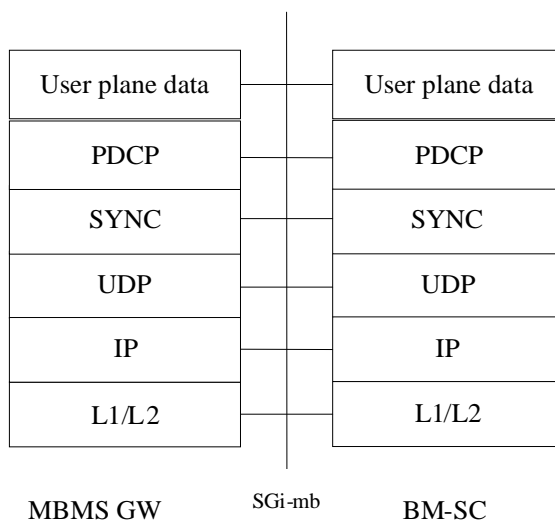 User plane data User plane data
PDCP PDCP
SYNC SYNC
UDP UDP
IP IP
L1/L2 L1/L2
MBMS GW SGi-mb BM-SC